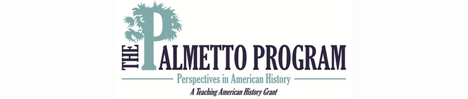 THE PALMETTO PROGRAM
Perspectives in American History
A Teaching American History Grant